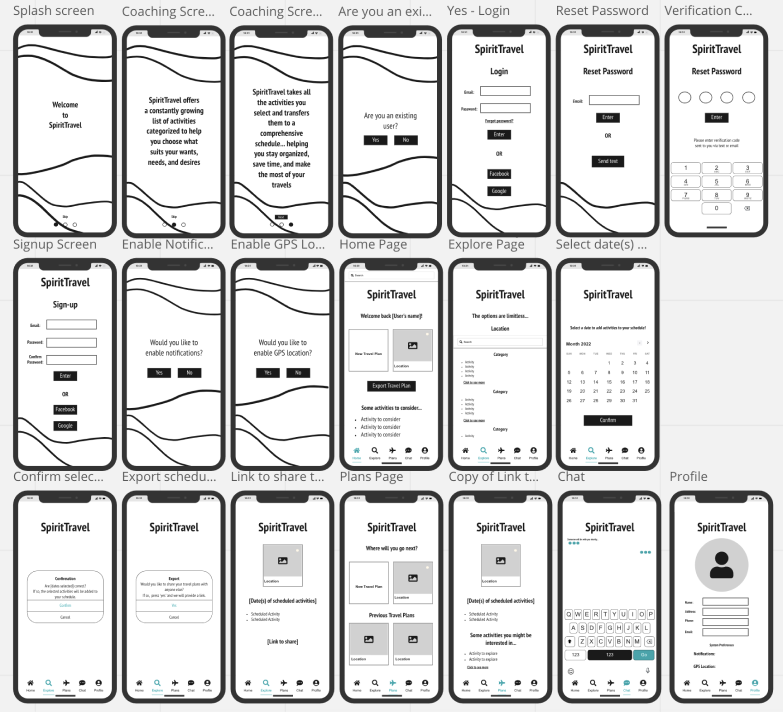 Splash screen
Coaching Scre...
Coaching Scre...
Are you an exi...
Yes - Login
Reset Password
Verification C...
Welcome
to
SpiritTravel
SpiritTravel offers
a constantly growing
list of activities
categorized to help
you choose what
suits your wants,
needs, and desires
Skip
SpiritTravel takes all
the activities you
select and transfers
them to a
comprehensive
schedule... helping
you stay organized,
save time, and make
the most of your
travels
Are you an existing
user?
Yes No
SpiritTravel
Login
Email:
Password:
Forgot password?
Enter
OR
Facebook
Google
SpiritTravel
Reset Password
Email:
Enter
OR
Send text
SpiritTravel
Reset Password
Enter
Please enter verification code
sent to you via text or email
1 2 3
4 5 6
7 8 9
0
Signup Screen
Enable Notific...
Enable GPS Lo...
Home Page
Explore Page
Select date(s) ...
SpiritTravel
Sign-up
Email:
Password:
Confirm
Password:
Enter
OR
Facebook
Google
Would you like to
enable notifications?
Yes No
Would you like to
enable GPS location?
Yes No
Search
SpiritTravel
Welcome back [User's name]!
New Travel Plan
Location
Export Travel Plan
Some activities to consider...
• Activity to consider
• Activity to consider
• Activity to consider
Home Explore Plans Chat Profile
SpiritTravel
The options are limitless...
Location
Search
Category
Activity
Activity
Activity
Activity
Click to see more
Category
Activity
Activity
Activity
Activity
Click to see more
Category
Activity
Home Explore Plans Chat Profile
SpiritTravel
Select a date to add activities to your schedule!
Month 2022
SUN MON TUE WED THU FRI SAT
1 2 3 4
5 6 7 8 9 10 11
12 13 14 15 16 17 18
19 20 21 22 23 24 25
26 27 28 29 30 31
Confirm
Home Explore Plans Chat Profile
Confirm selec...
Export schedu...
Link to share t...
Plans Page
Copy of Link t...
Chat
Profile
SpiritTravel
Confirmation
Are [dates selected] correct?
If so, the selected activities will be added to
your schedule.
Confirm
Cancel
Home Explore Plans Chat Profile
SpiritTravel
Export
Would you like to share your travel plans with
anyone else?
If so, press 'yes' and we will provide a link.
Yes
Cancel
Home Explore Plans Chat Profile
SpiritTravel
Location
[Date(s) of scheduled activities]
Scheduled Activity
Scheduled Activity
[Link to share]
Home Explore Plans Chat Profile
SpiritTravel
Where will you go next?
New Travel Plan
Location
Previous Travel Plans
Location
Location
Home Explore Plans Chat Profile
SpiritTravel
Location
[Date(s) of scheduled activities]
Scheduled Activity
Scheduled Activity
Some activities you might be
interested in...
Activity to explore
Activity to explore
Click to see more
Home Explore Plans Chat Profile
SpiritTravel
Q W E R T Y U I O P
A S D F G H J K L
Z X C V B N M
123 123 Go
Home Explore Plans Chat Profile
SpiritTravel
Name:
Address:
Phone:
Email:
Notifications:
GPS Location:
Home Explore Plans Chat Profile